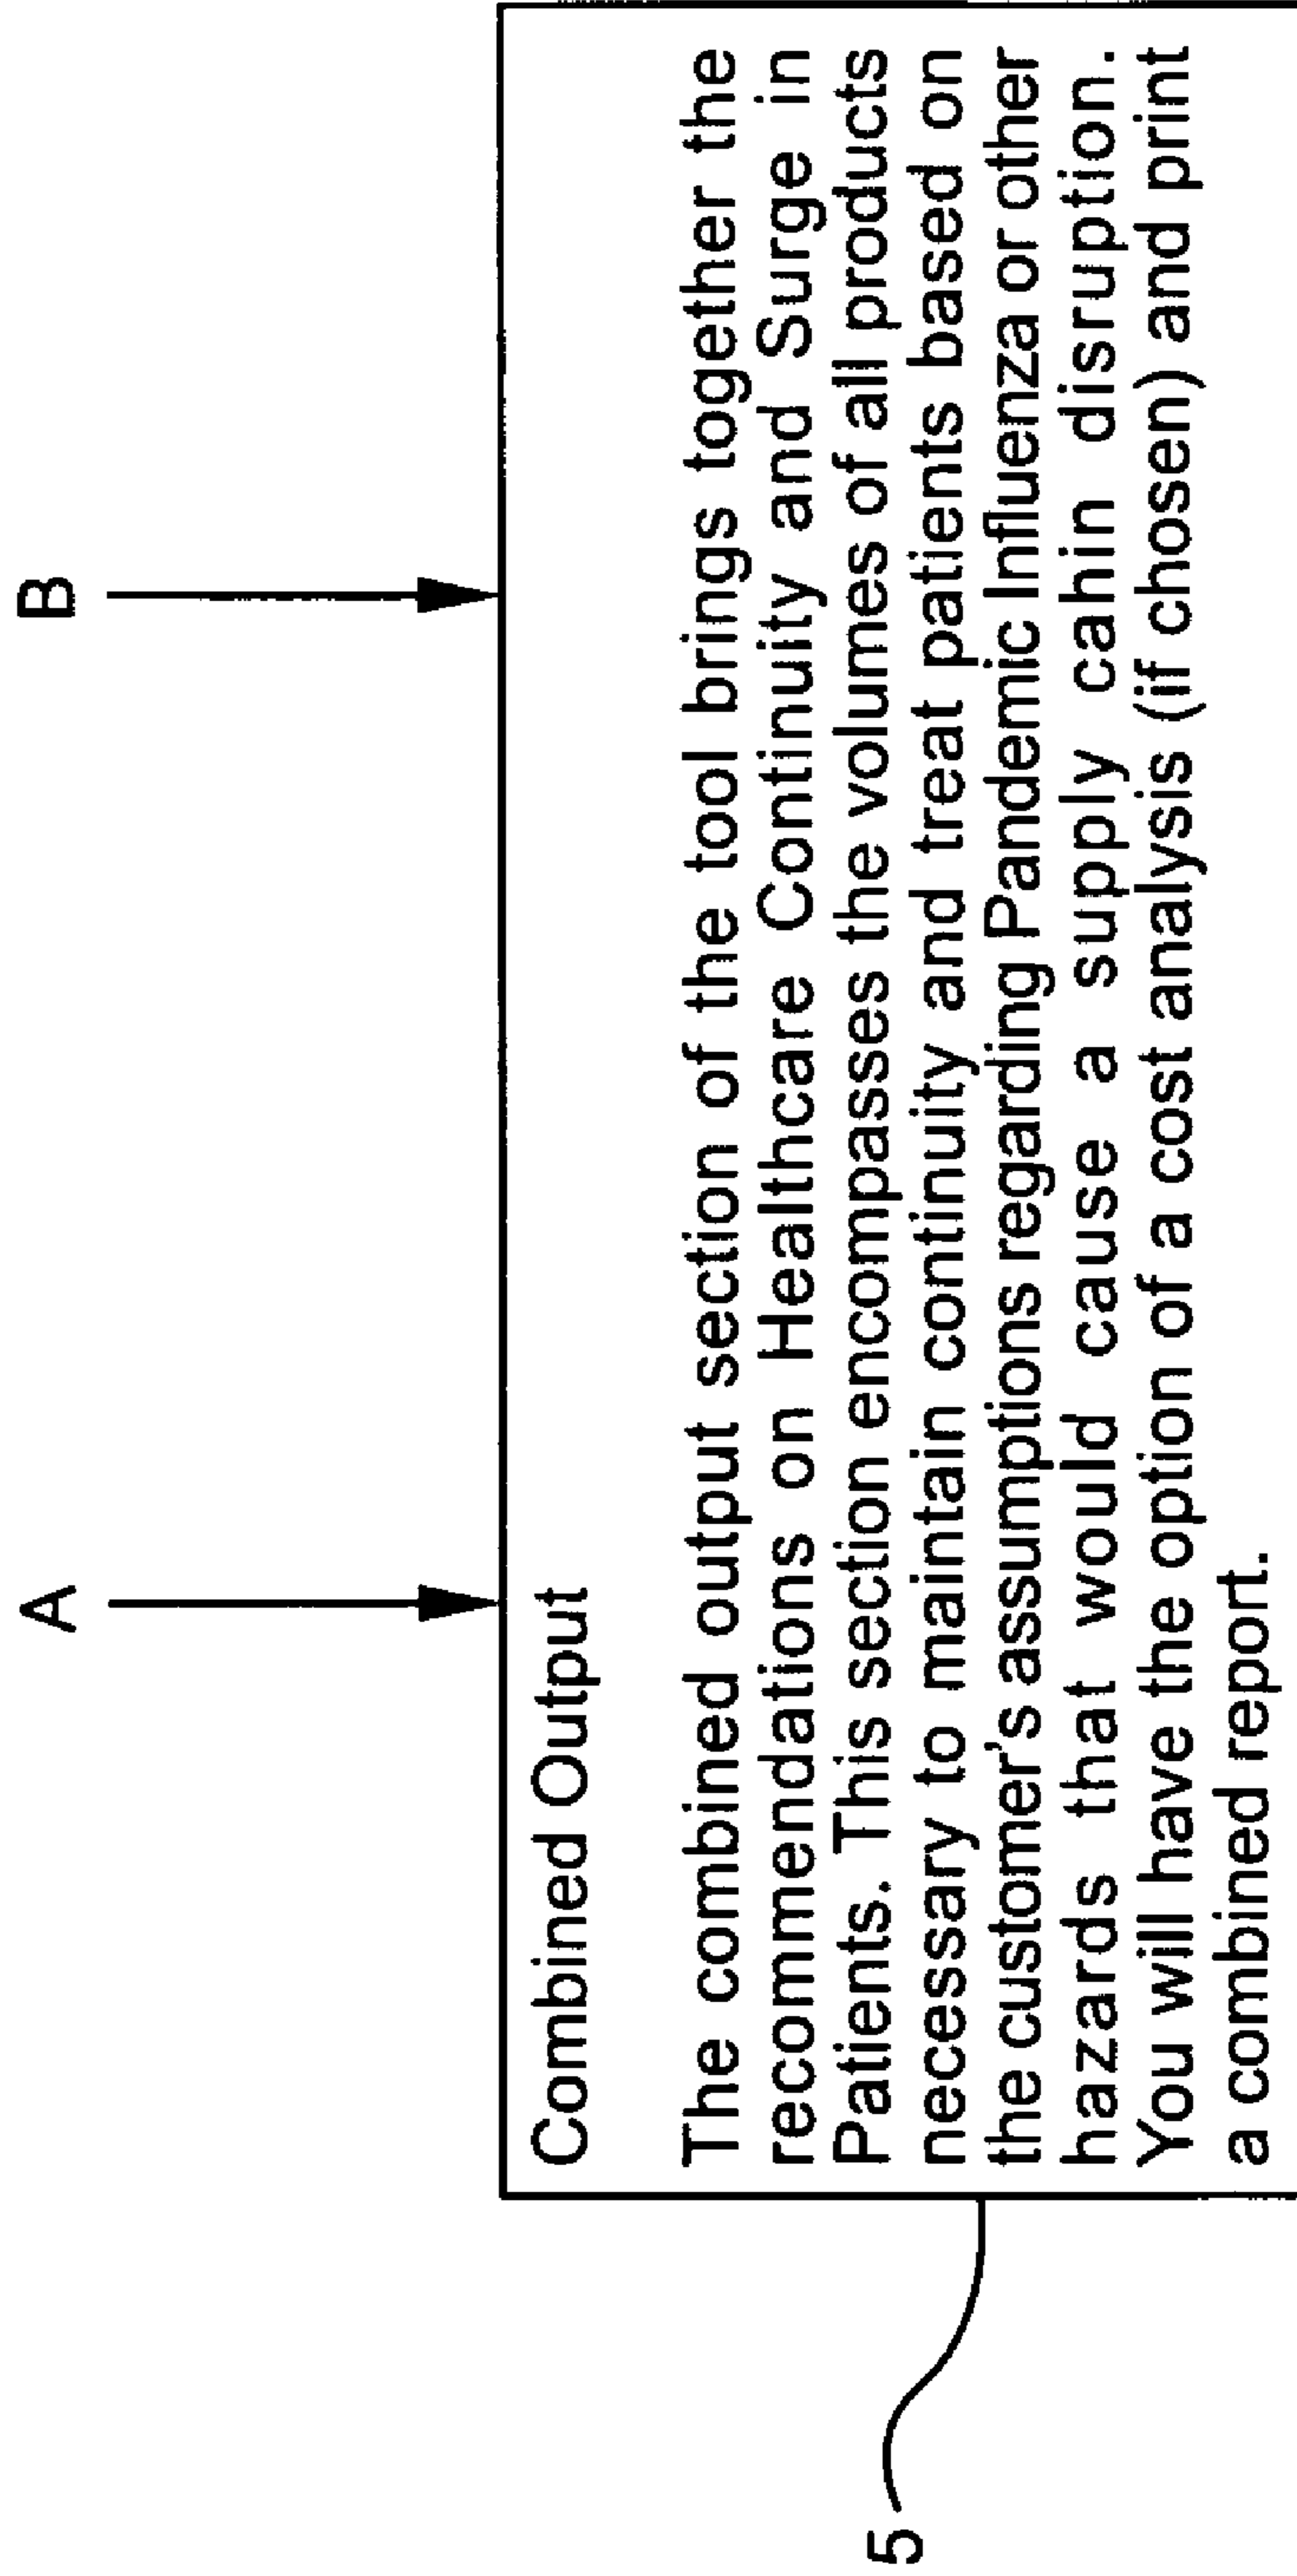 A
B
Combined Output
The combined output section of the tool brings together the
recommendations on Healthcare Continuity and Surge in
Patients. This section encompasses the volumes of all products
necessary to maintain continuity and treat patients based on
the customer's assumptions regarding Pandemic Influenza or other
hazards that would cause a supply cahin disruption.
You will have the option of a cost analysis (if chosen) and print
a combined report.
5